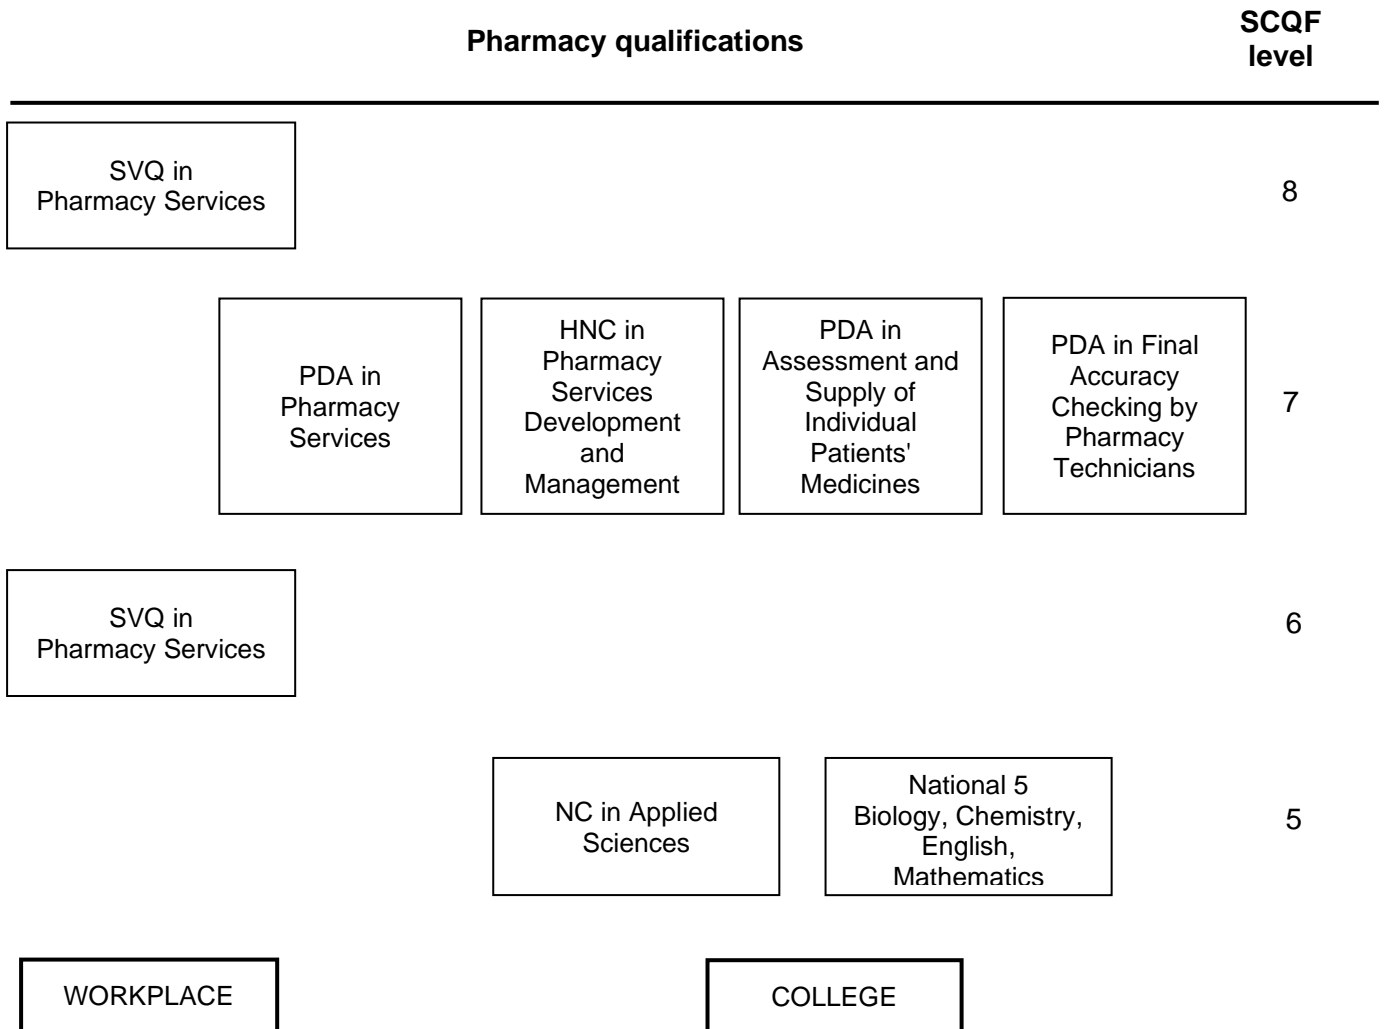 Pharmacy qualifications
SCQF
level
SVQ in
Pharmacy Services
8
PDA in
Pharmacy
Services
HNC in
Pharmacy
Services
Development
and
Management
PDA in
Assessment and
Supply of
Individual
Patients'
Medicines
PDA in Final
Accuracy
Checking by
Pharmacy
Technicians
7
SVQ in
Pharmacy Services
6
NC in Applied
Sciences
National 5
Biology, Chemistry,
English,
Mathematics
5
WORKPLACE
COLLEGE